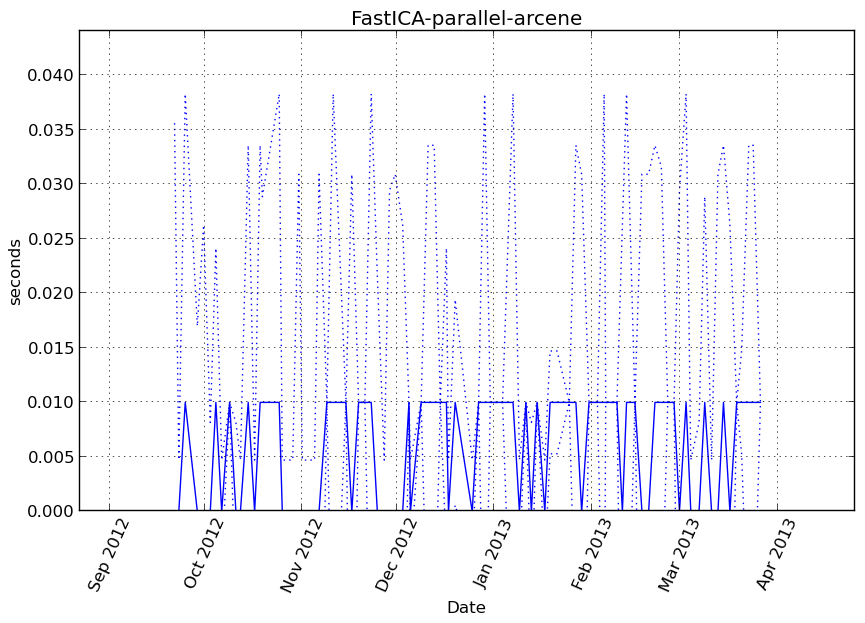 FastICA-parallel-arcene
0.040
0.035
0.030
0.025
0.020
0.015
0.010
0.005
0.000
seconds
Sep 2012
Oct 2012
Nov 2012
Dec 2012
Jan 2013
Feb 2013
Mar 2013
Apr 2013
Date